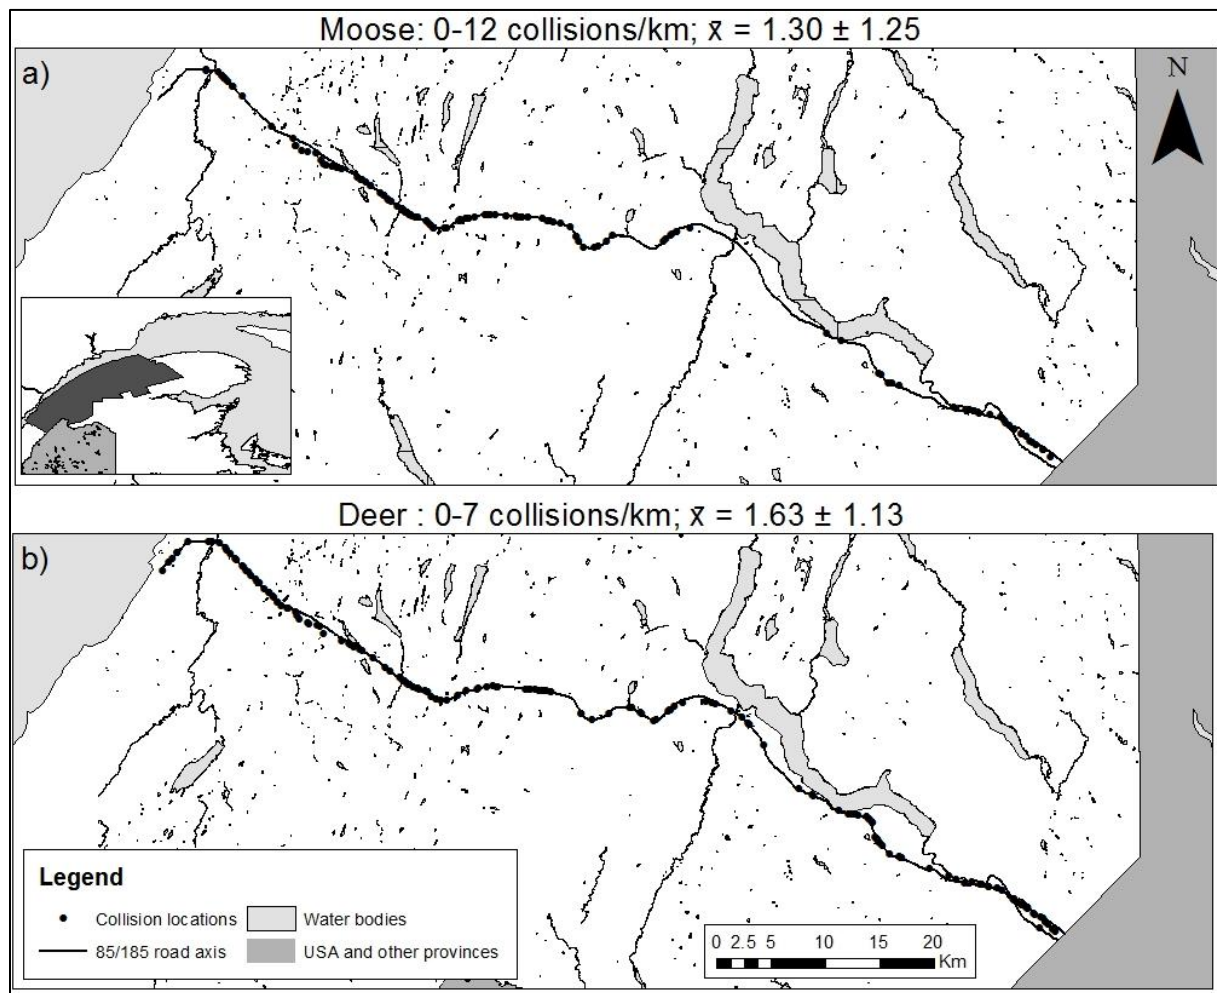 Moose: 0-12 collisions/km; x̄ = 1.30 ± 1.25
a)
N
Deer : 0-7 collisions/km; x̄ = 1.63 ± 1.13
b)
Legend
Collision locations
Water bodies
85/185 road axis
USA and other provinces
0 2.5 5 10 15 20
Km